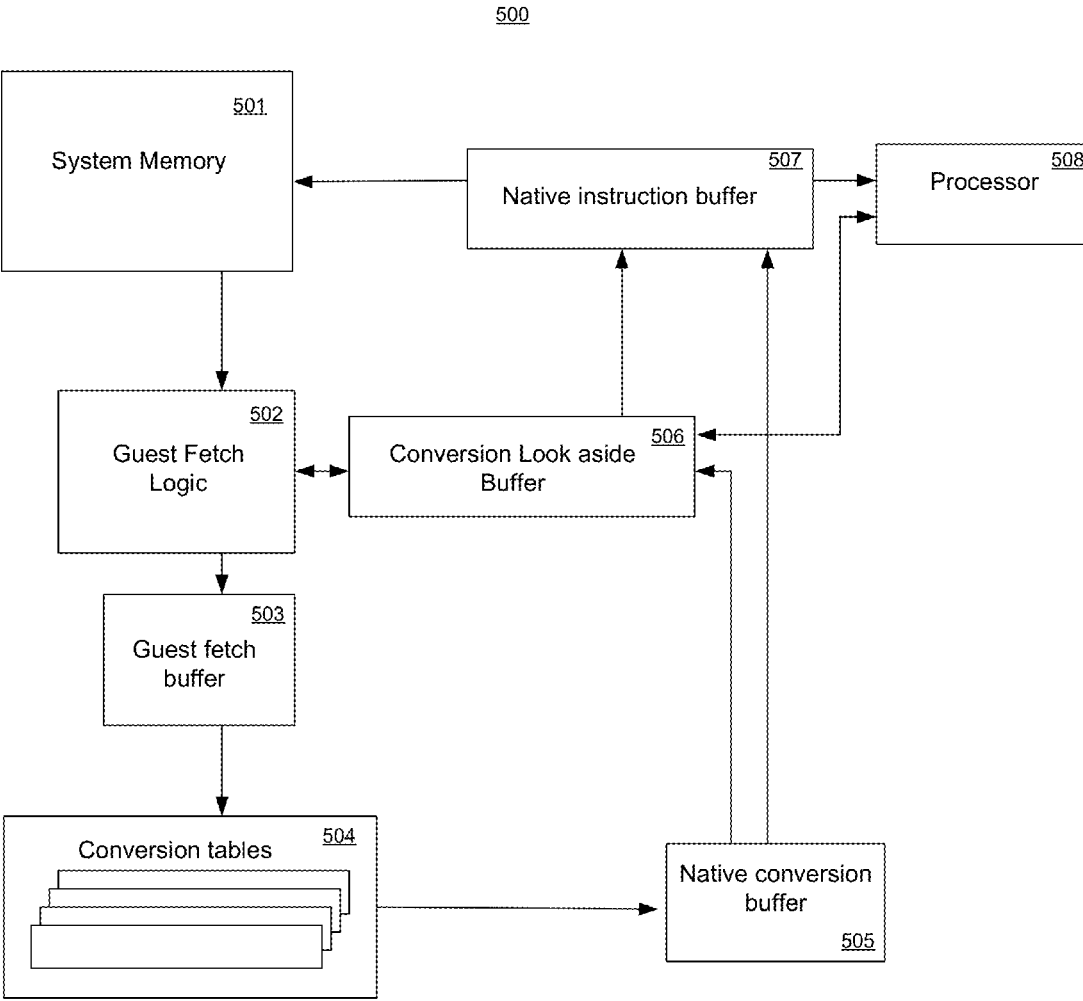 500
501
System Memory
507
Native instruction buffer
508
Processor
502
Guest Fetch
Logic
506
Conversion Look aside
Buffer
503
Guest fetch
buffer
504
Conversion tables
Native conversion
buffer
505